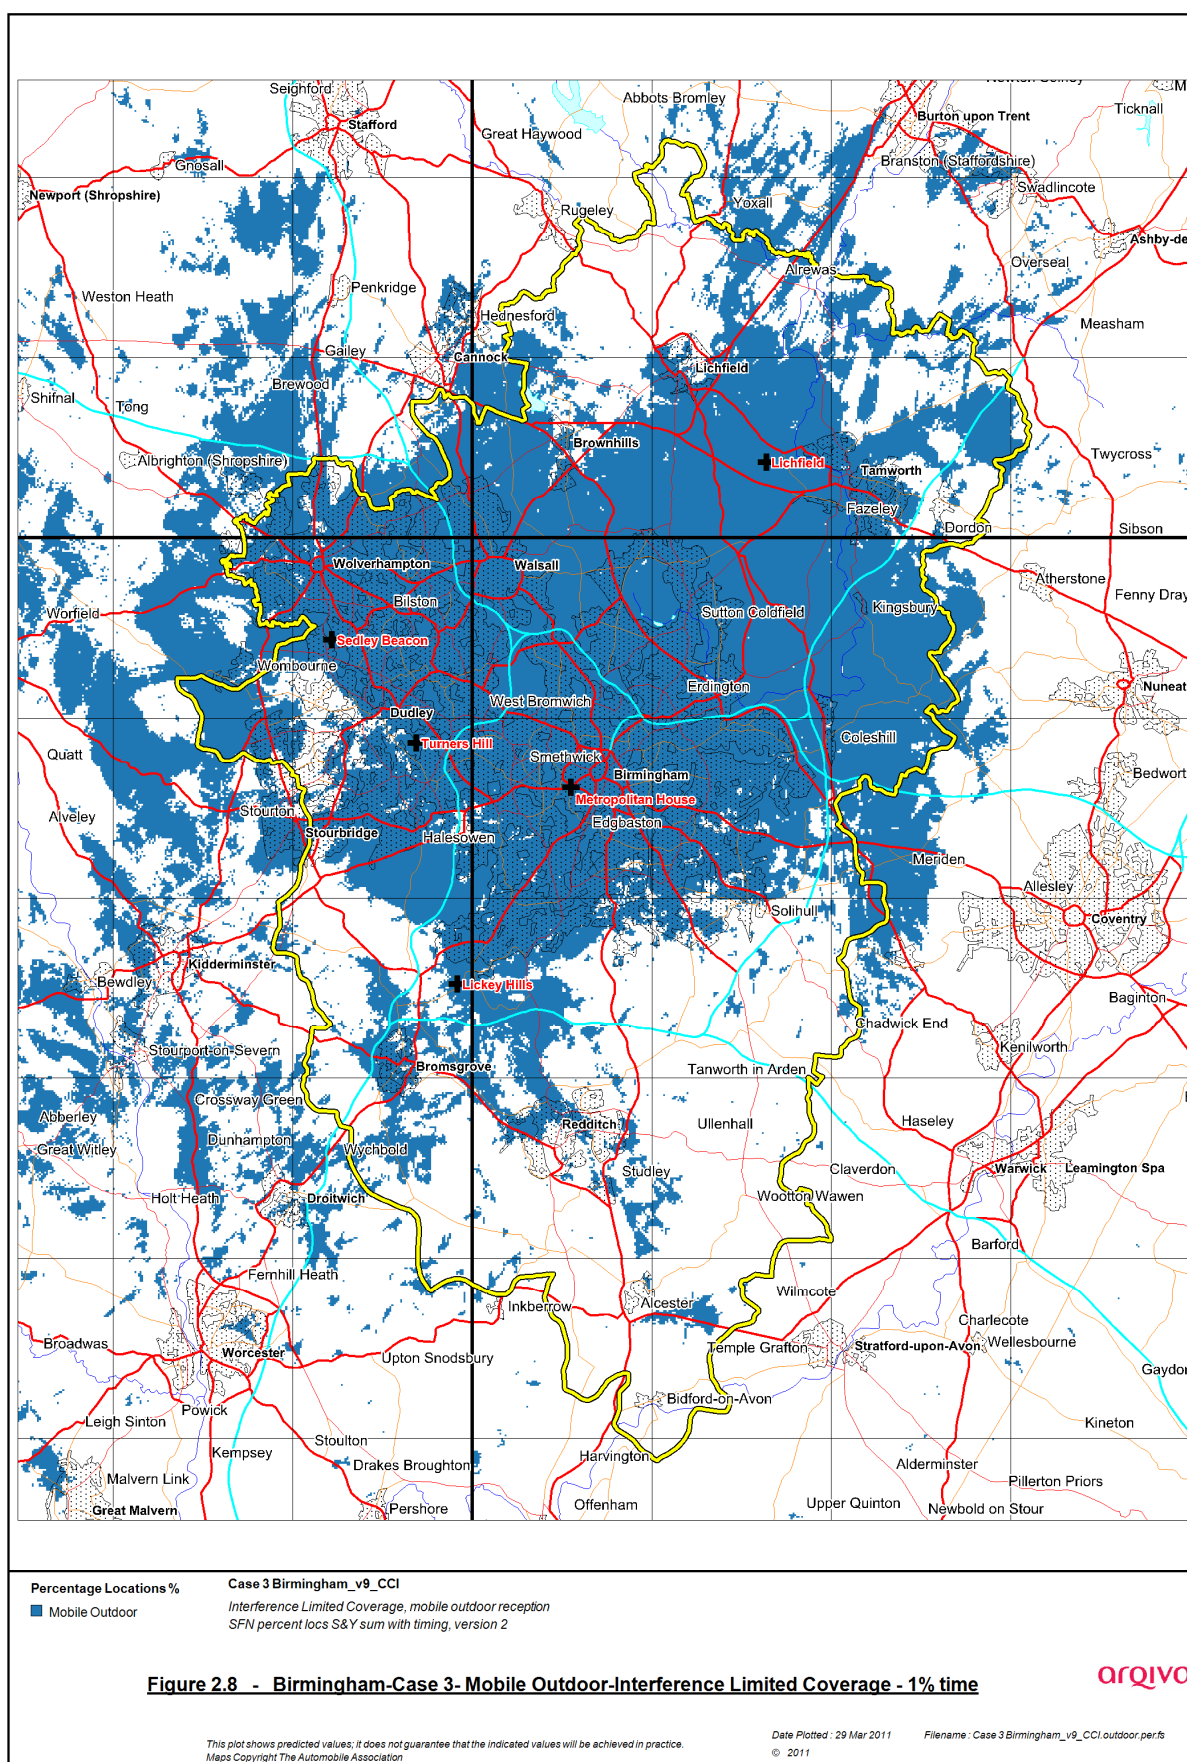 Newton Solney
Seighford
Abbots Bromley
M
Ticknall
Stafford
Great Haywood
Burton upon Trent
Gnosall
Branston (Staffordshire)
Newport (Shropshire)
Swadlincote
Rugeley
Yoxall
Ashby-de
Overseal
Alrewas
Weston Heath
Penkridge
Hednesford
Measham
Gailey
Cannock
Lichfield
Brewood
Shifnal
Tong
Brownhills
Twycross
Albrighton (Shropshire)
Lichfield
Tamworth
Fazeley
Dordon
Sibson
Wolverhampton
Walsall
Atherstone
Fenny Dray
Worfield
Bilston
Sutton Coldfield
Kingsbury
Sedley Beacon
Wombourne
Erdington
Nuneat
West Bromwich
Dudley
Turners Hill
Coleshill
Quatt
Smethwick
Birmingham
Bedwort
Metropolitan House
Alveley
Stourton
Edgbaston
Stourbridge
Halesowen
Meriden
Allesley
Solihull
Coventry
Kidderminster
Bewdley
Lickey Hills
Baginton
Chadwick End
Stourport-on-Severn
Kenilworth
Bromsgrove
Tanworth in Arden
Crossway Green
Abberley
Redditch
Ullenhall
Haseley
Great Witley
Dunhampton
Wychbold
Studley
Claverdon
Warwick
Leamington Spa
Holt Heath
Droitwich
Wootton Wawen
Barford
Fernhill Heath
Inkberrow
Alcester
Wilmcote
Charlecote
Broadwas
Worcester
Upton Snodsbury
Temple Grafton
Stratford-upon-Avon
Wellesbourne
Gaydon
Bidford-on-Avon
Powick
Leigh Sinton
Kineton
Stoulton
Kempsey
Harvington
Drakes Broughton
Alderminster
Malvern Link
Pillerton Priors
Great Malvern
Pershore
Offenham
Upper Quinton
Newbold on Stour
Percentage Locations %
Mobile Outdoor
Case 3 Birmingham_v9_CCI
Interference Limited Coverage, mobile outdoor reception
SFN percent locs S&Y sum with timing, version 2
Figure 2.8 - Birmingham-Case 3- Mobile Outdoor-Interference Limited Coverage - 1% time
arqiva
This plot shows predicted values; it does not guarantee that the indicated values will be achieved in practice.
Maps Copyright The Automobile Association
Date Plotted : 29 Mar 2011
Filename : Case 3 Birmingham_v9_CCI.outdoor.per.fs
© 2011